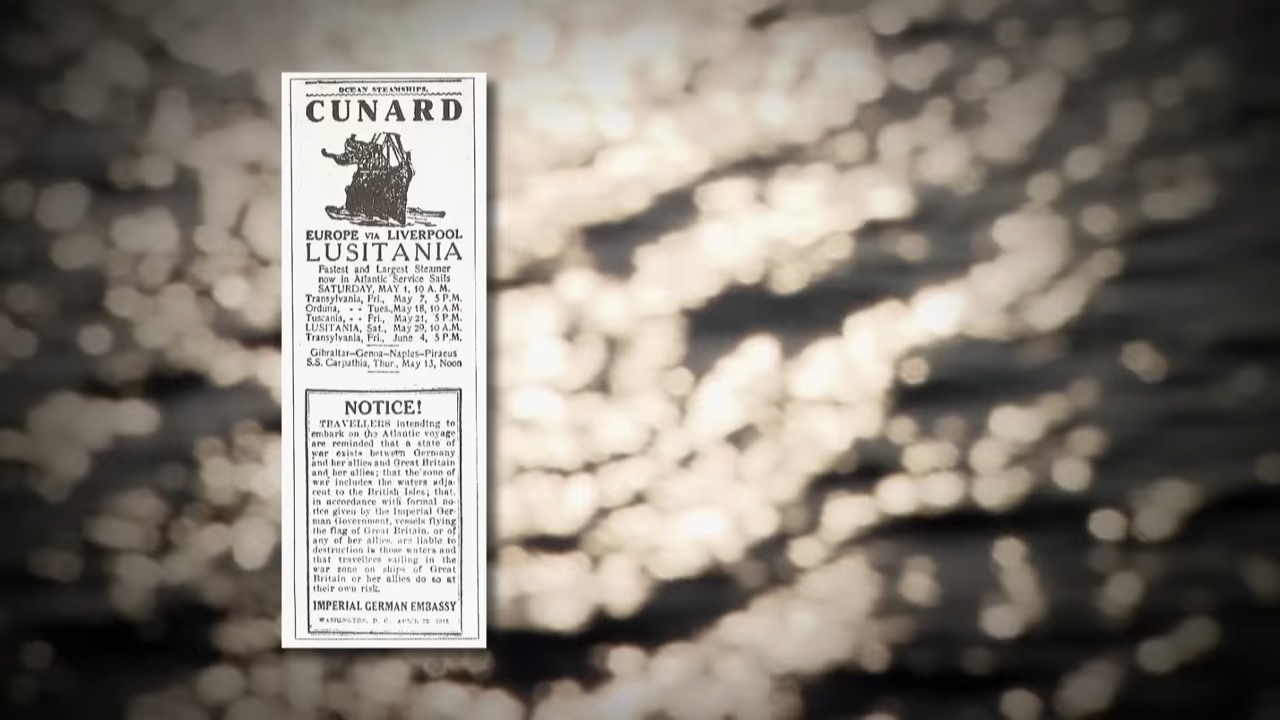 OCEAN STEAMSHIPS.
CUNARD
EUROPE VIA LIVERPOOL
LUSITANIA
Fastest and Largest Steamer
now in Atlantic Service Sails
SATURDAY, MAY 1, 10 A. M.
Transylvania, Fri., May 7, 5 P.M.
Orduna, - - Tues., May 18, 10 A.M.
Tuscania, - - Fri., May 21, 5 P.M.
LUSITANIA, Sat., May 29, 10 A.M.
Transylvania, Fri., June 4, 5 P.M.
Gibraltar–Genoa–Naples–Piraeus
S.S. Carpathia, Thur., May 13, Noon
NOTICE!
TRAVELLERS intending to
embark on the Atlantic voyage
are reminded that a state of
war exists between Germany
and her allies and Great Britain
and her allies; that the zone of
war includes the waters adja-
cent to the British Isles; that,
in accordance with formal no-
tice given by the Imperial Ger-
man Government, vessels flying
the flag of Great Britain, or of
any of her allies, are liable to
destruction in those waters and
that travellers sailing in the
war zone on ships of Great
Britain or her allies do so at
their own risk.
IMPERIAL GERMAN EMBASSY
WASHINGTON, D. C., APRIL 22, 1915.